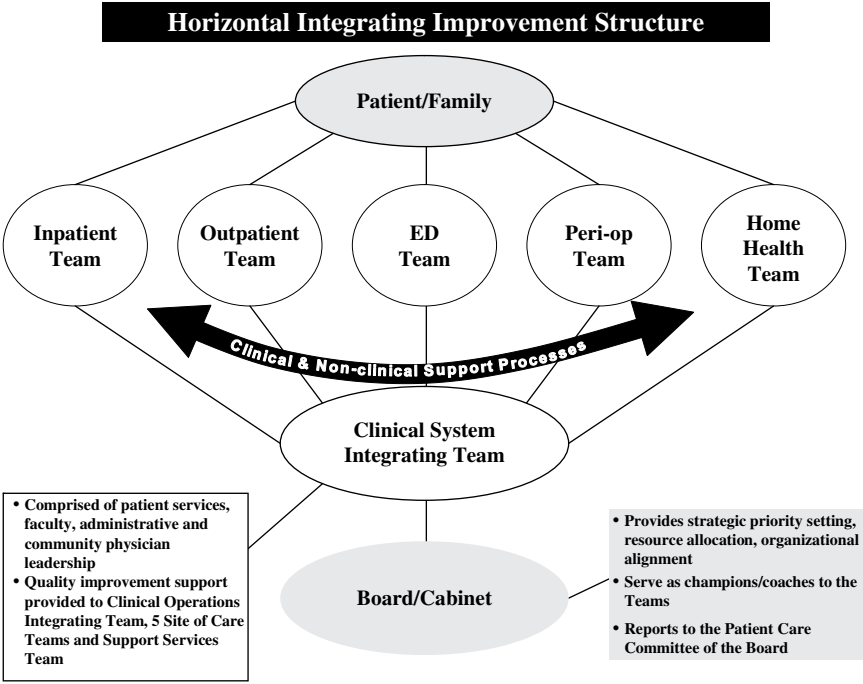 Horizontal Integrating Improvement Structure
Patient/Family
Inpatient
Team
Outpatient
Team
ED
Team
Peri-op
Team
Home
Health
Team
Clinical & Non-clinical Support Processes
Clinical System
Integrating Team
• Comprised of patient services,
faculty, administrative and
community physician
leadership
• Quality improvement support
provided to Clinical Operations
Integrating Team, 5 Site of Care
Teams and Support Services
Team
Board/Cabinet
• Provides strategic priority setting,
resource allocation, organizational
alignment
• Serve as champions/coaches to the
Teams
• Reports to the Patient Care
Committee of the Board